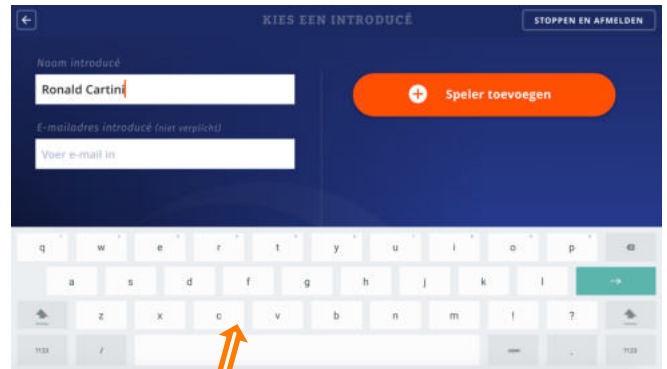 KIES EEN INTRODUCÉ
STOPPEN EN AFMELDEN
Naam introducé
Ronald Cartini
Speler toevoegen
E-mailadres introducé (niet verplicht)
Voer e-mail in
q w e r t y u i o p
a s d f g h j k l
z x c v b n m ! ?
?123 / . ?123